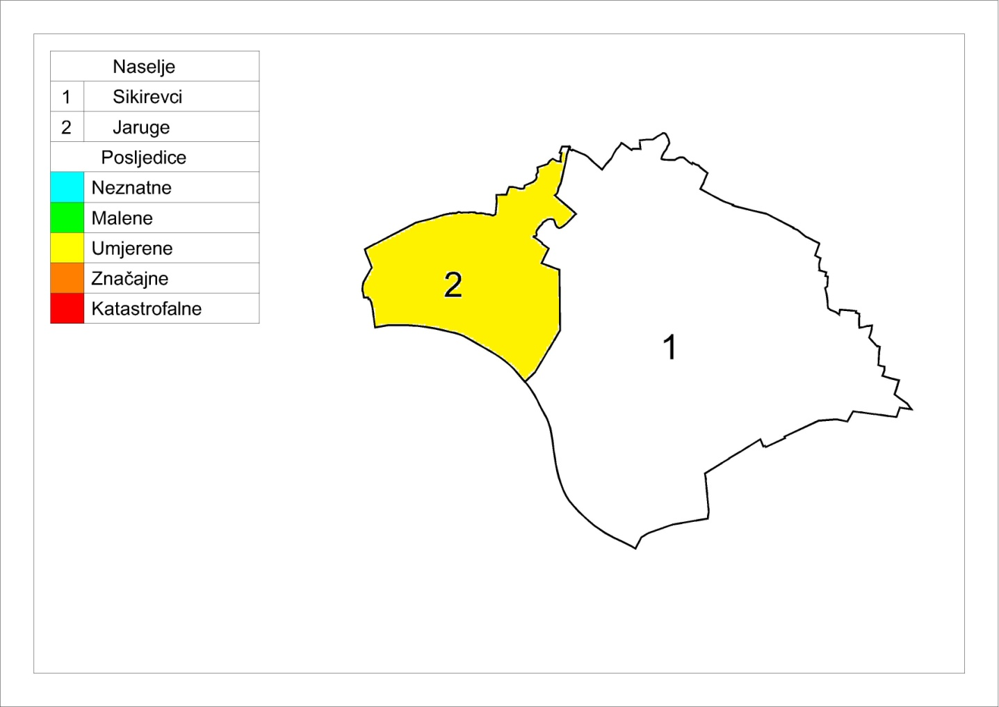 Naselje
1 Sikirevci
2 Jaruge
Posljedice
Neznatne
Malene
Umjerene
Značajne
Katastrofalne
2
1